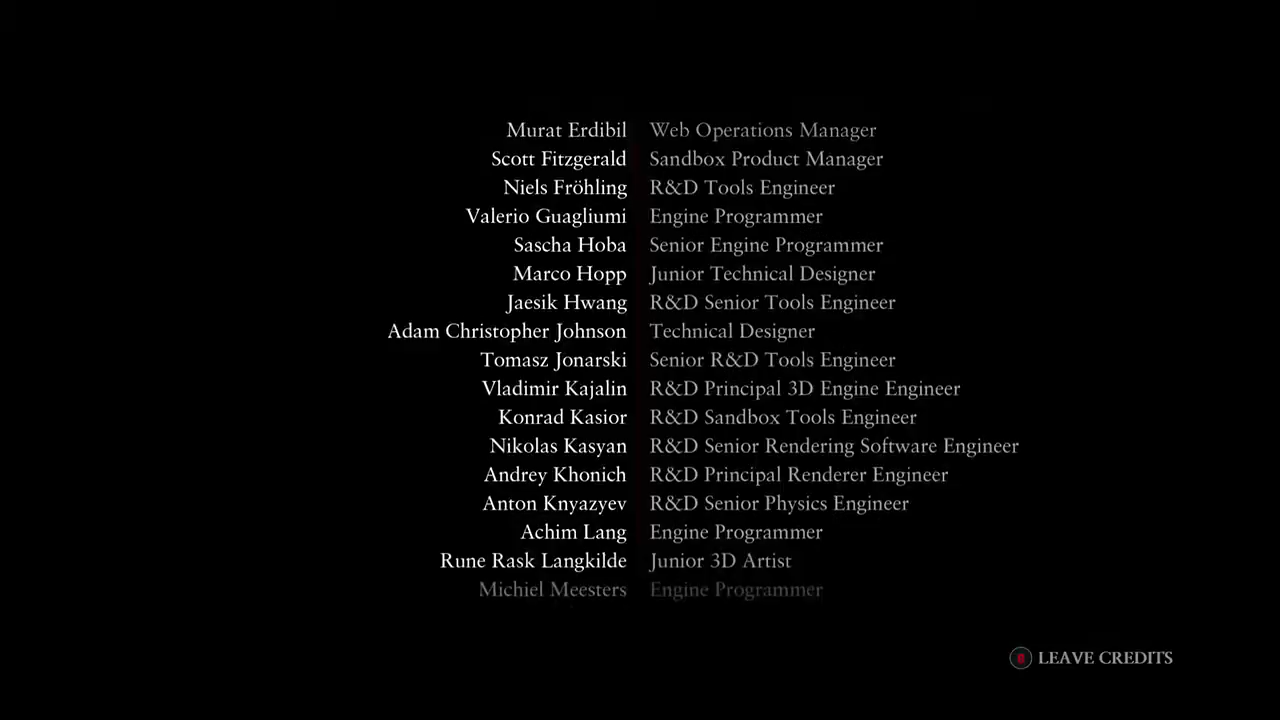 Murat Erdibil Web Operations Manager
Scott Fitzgerald Sandbox Product Manager
Niels Fröhling R&D Tools Engineer
Valerio Guagliumi Engine Programmer
Sascha Hoba Senior Engine Programmer
Marco Hopp Junior Technical Designer
Jaesik Hwang R&D Senior Tools Engineer
Adam Christopher Johnson Technical Designer
Tomasz Jonarski Senior R&D Tools Engineer
Vladimir Kajalin R&D Principal 3D Engine Engineer
Konrad Kasior R&D Sandbox Tools Engineer
Nikolas Kasyan R&D Senior Rendering Software Engineer
Andrey Khonich R&D Principal Renderer Engineer
Anton Knyazyev R&D Senior Physics Engineer
Achim Lang Engine Programmer
Rune Rask Langkilde Junior 3D Artist
Michiel Meesters Engine Programmer
LEAVE CREDITS